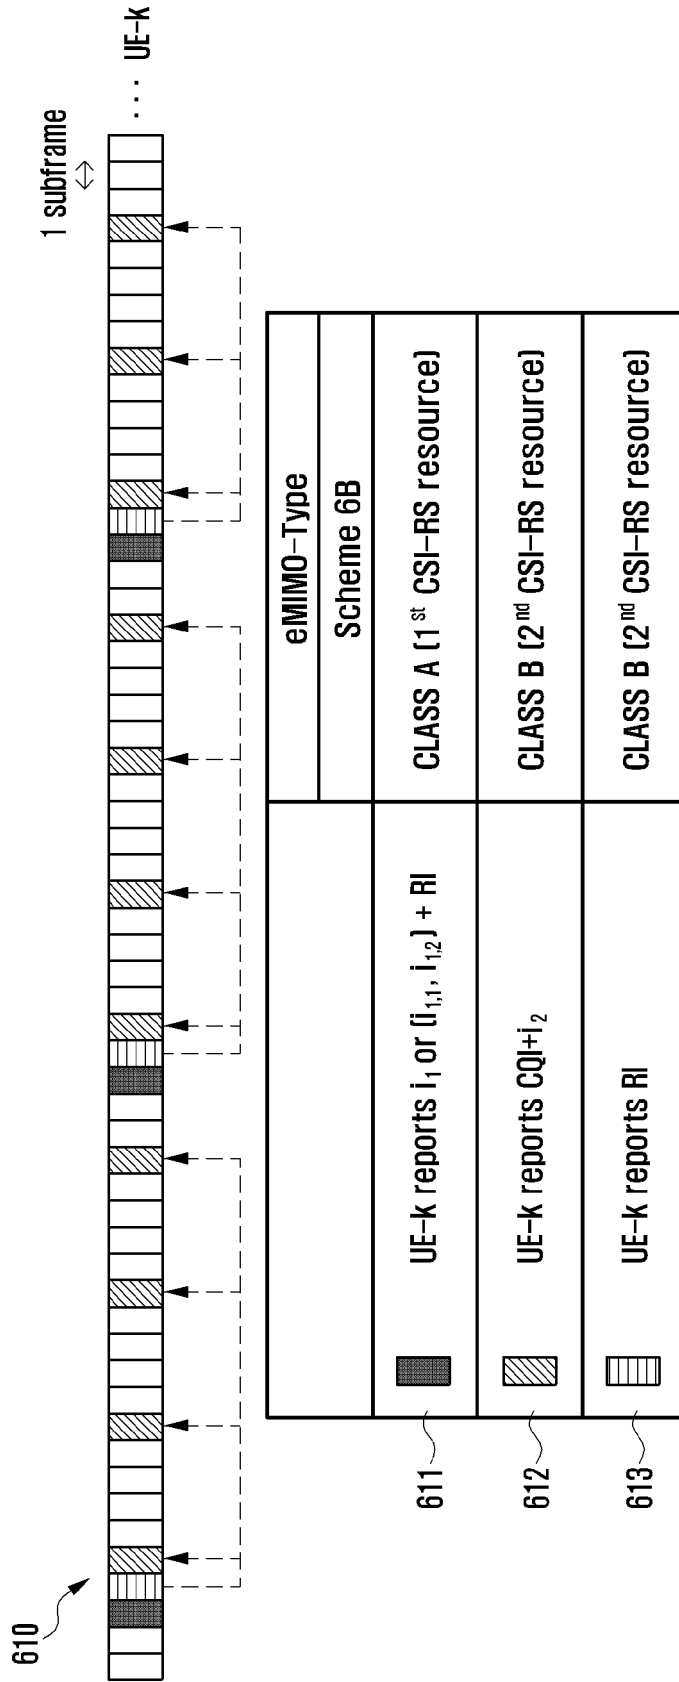 610
1 subframe
· · · · UE-k
eMIMO-Type
Scheme 6B
611
UE-k reports i₁ or (i₁,₁, i₁,₂) + RI
CLASS A (1st CSI-RS resource)
612
UE-k reports CQI+i₂
CLASS B (2nd CSI-RS resource)
613
UE-k reports RI
CLASS B (2nd CSI-RS resource)